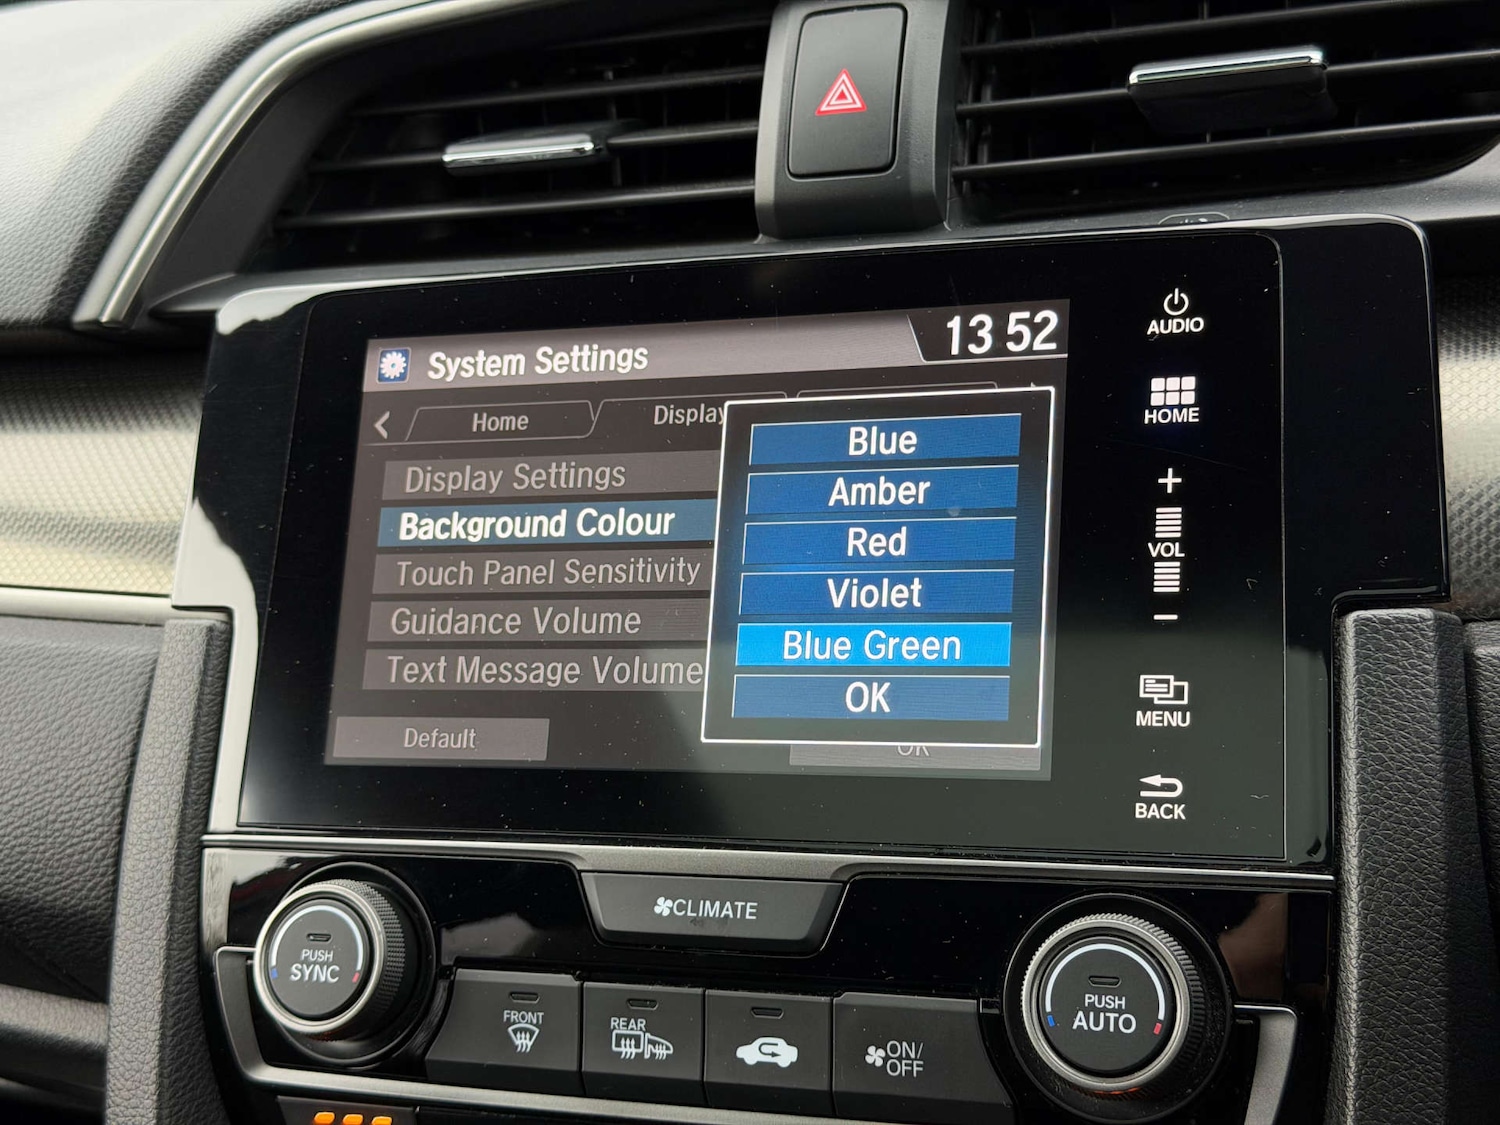 System Settings
13 52
Home
Display
Display Settings
Background Colour
Touch Panel Sensitivity
Guidance Volume
Text Message Volume
Default
OK
Blue
Amber
Red
Violet
Blue Green
OK
AUDIO
HOME
+
VOL
-
MENU
BACK
CLIMATE
PUSH
SYNC
FRONT
REAR
ON/
OFF
PUSH
AUTO